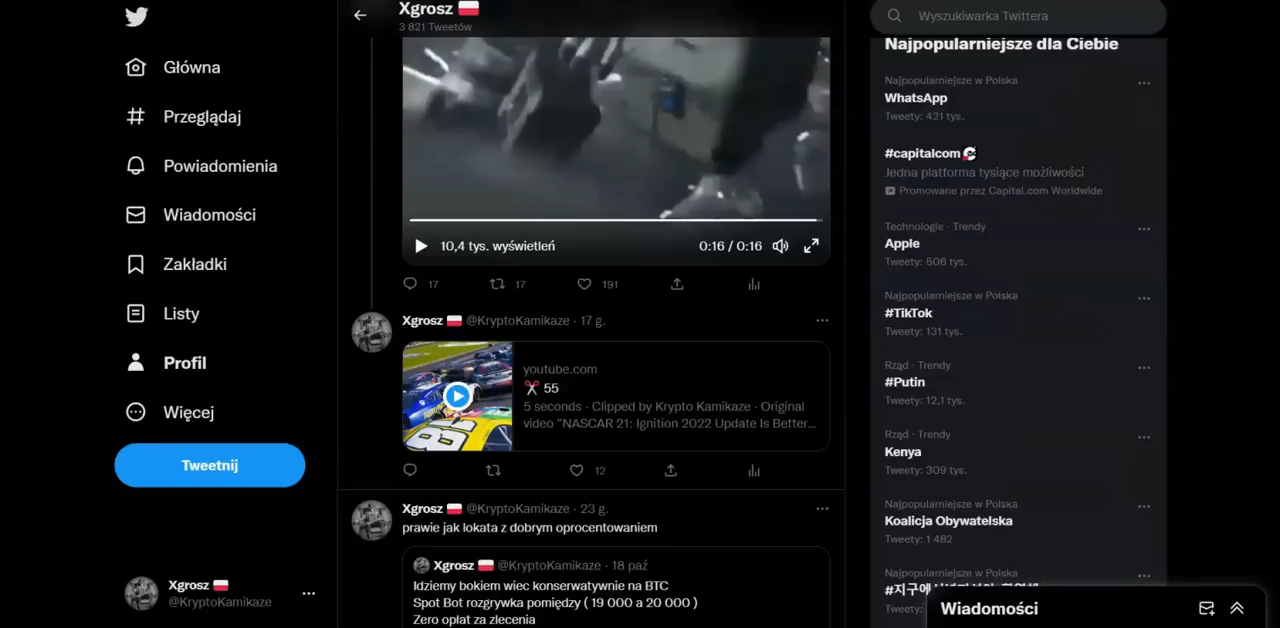 Główna
Przeglądaj
Powiadomienia
Wiadomości
Zakładki
Listy
Profil
Więcej
Tweetnij
Xgrosz
@KryptoKamikaze
Xgrosz
3 821 Tweetów
10,4 tys. wyświetleń
0:16 / 0:16
17 17 191
Xgrosz @KryptoKamikaze · 17 g.
youtube.com
55
5 seconds · Clipped by Krypto Kamikaze · Original
video "NASCAR 21: Ignition 2022 Update Is Better...
18
12
Xgrosz @KryptoKamikaze · 23 g.
prawie jak lokata z dobrym oprocentowaniem
Xgrosz @KryptoKamikaze · 18 paź
Idziemy bokiem wiec konserwatywnie na BTC
Spot Bot rozgrywka pomiędzy ( 19 000 a 20 000 )
Zero opłat za zlecenia
Wyszukiwarka Twittera
Najpopularniejsze dla Ciebie
Najpopularniejsze w Polska
WhatsApp
Tweety: 421 tys.
#capitalcom
Jedna platforma tysiące możliwości
Promowane przez Capital.com Worldwide
Technologie · Trendy
Apple
Tweety: 506 tys.
Najpopularniejsze w Polska
#TikTok
Tweety: 131 tys.
Rząd · Trendy
#Putin
Tweety: 12,1 tys.
Rząd · Trendy
Kenya
Tweety: 309 tys.
Najpopularniejsze w Polska
Koalicja Obywatelska
Tweety: 1 482
Najpopularniejsze w Polska
Tweety:
Wiadomości